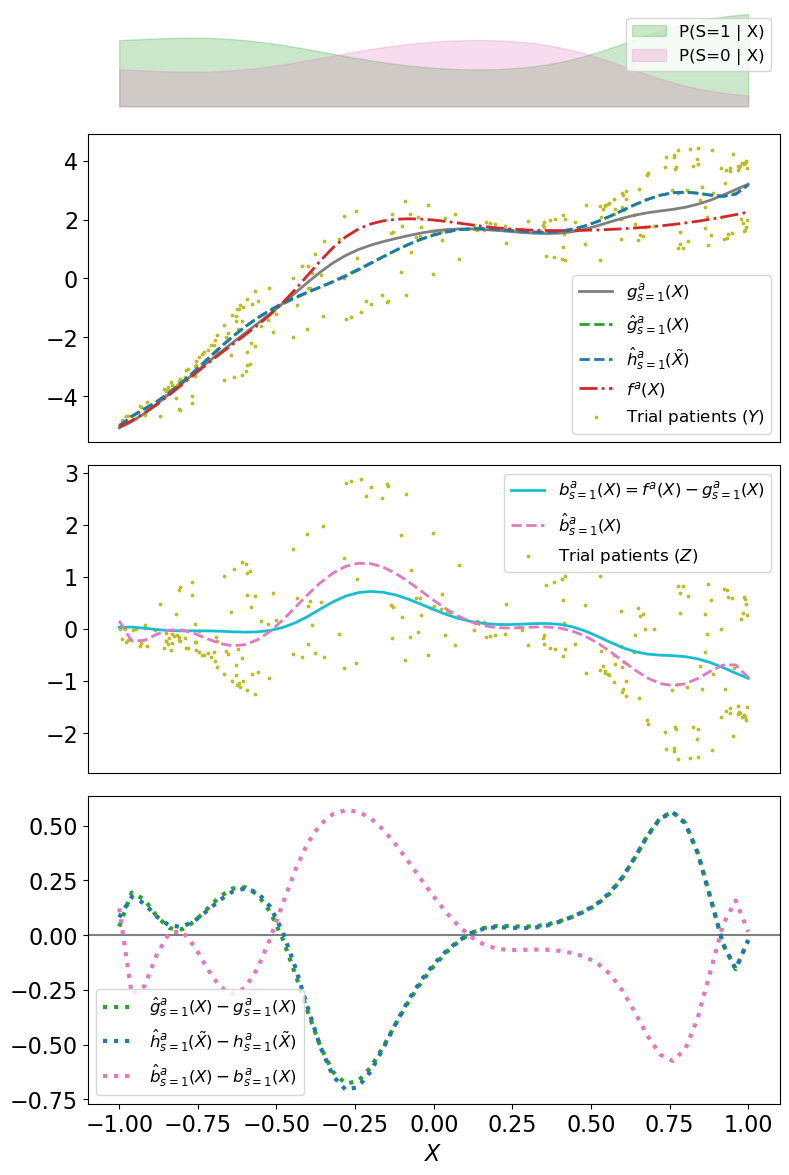 P(S=1 | X)
P(S=0 | X)
4
2
0
−2
−4
g^a_{s=1}(X)
ĝ^a_{s=1}(X)
ĥ^a_{s=1}(X̃)
f^a(X)
Trial patients (Y)
3
2
1
0
−1
−2
b^a_{s=1}(X) = f^a(X) − g^a_{s=1}(X)
b̂^a_{s=1}(X)
Trial patients (Z)
0.50
0.25
0.00
−0.25
−0.50
−0.75
ĝ^a_{s=1}(X) − g^a_{s=1}(X)
ĥ^a_{s=1}(X̃) − h^a_{s=1}(X̃)
b̂^a_{s=1}(X) − b^a_{s=1}(X)
−1.00 −0.75 −0.50 −0.25 0.00 0.25 0.50 0.75 1.00
X